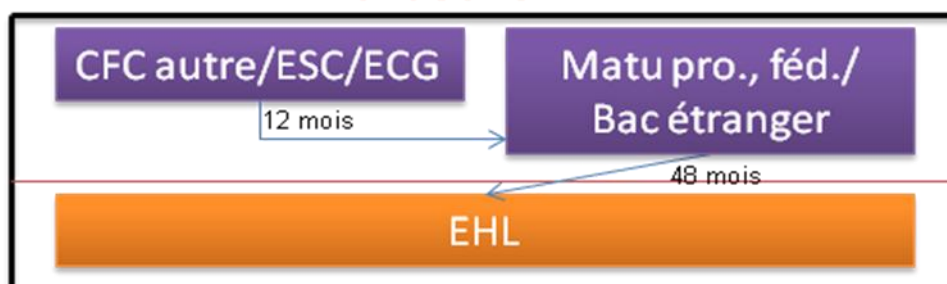 CFC autre/ESC/ECG
Matu pro., féd./
Bac étranger
12 mois
48 mois
EHL